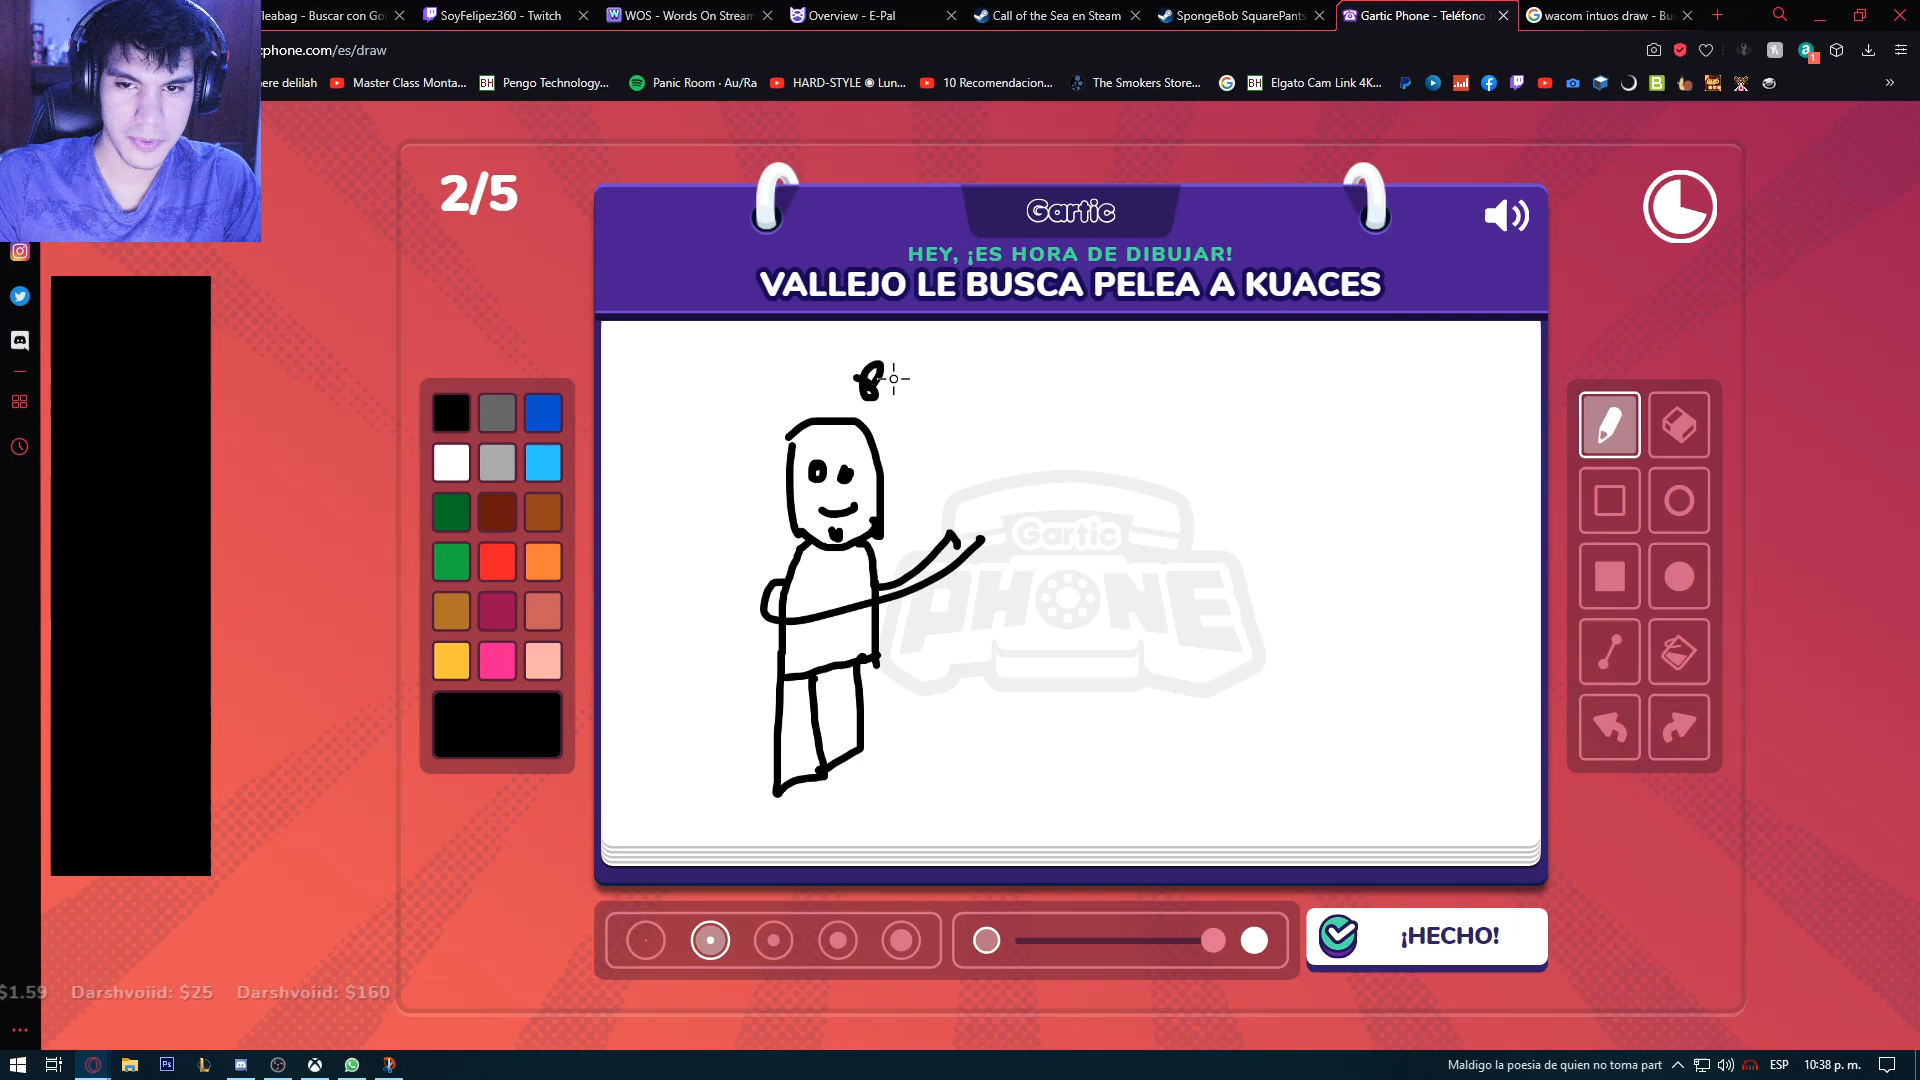 leabag - Buscar con Go
SoyFelipez360 - Twitch
WOS - Words On Stream
Overview - E-Pal
Call of the Sea en Steam
SpongeBob SquarePants
Gartic Phone - Teléfono
wacom intuos draw - Bu
cphone.com/es/draw
ere delilah
Master Class Monta...
BH
Pengo Technology...
Panic Room · Au/Ra
HARD-STYLE ◉ Lun...
10 Recomendacion...
The Smokers Store...
BH
Elgato Cam Link 4K...
2/5
Gartic
HEY, ¡ES HORA DE DIBUJAR!
VALLEJO LE BUSCA PELEA A KUACES
Gartic
PHONE
¡HECHO!
$1.59 Darshvoiid: $25 Darshvoiid: $160
Ps
Maldigo la poesia de quien no toma part
ESP
10:38 p. m.